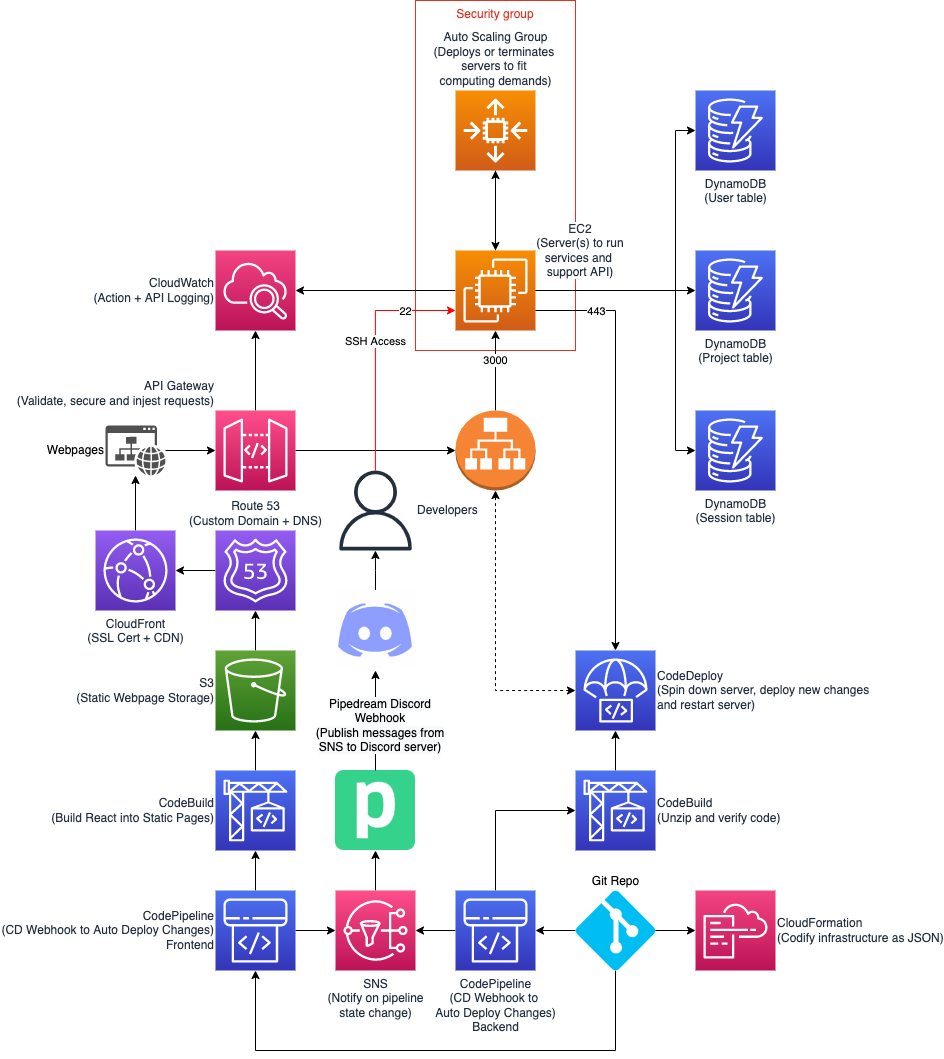 Security group
Auto Scaling Group
(Deploys or terminates
servers to fit
computing demands)
DynamoDB
(User table)
EC2
(Server(s) to run
services and
support API)
CloudWatch
(Action + API Logging)
22
443
SSH Access
DynamoDB
(Project table)
3000
API Gateway
(Validate, secure and injest requests)
Webpages
Route 53
(Custom Domain + DNS)
Developers
DynamoDB
(Session table)
53
CloudFront
(SSL Cert + CDN)
S3
(Static Webpage Storage)
CodeDeploy
(Spin down server, deploy new changes
and restart server)
Pipedream Discord
Webhook
(Publish messages from
SNS to Discord server)
CodeBuild
(Build React into Static Pages)
p
CodeBuild
(Unzip and verify code)
Git Repo
CodePipeline
(CD Webhook to Auto Deploy Changes)
Frontend
CloudFormation
(Codify infrastructure as JSON)
SNS
(Notify on pipeline
state change)
CodePipeline
(CD Webhook to
Auto Deploy Changes)
Backend